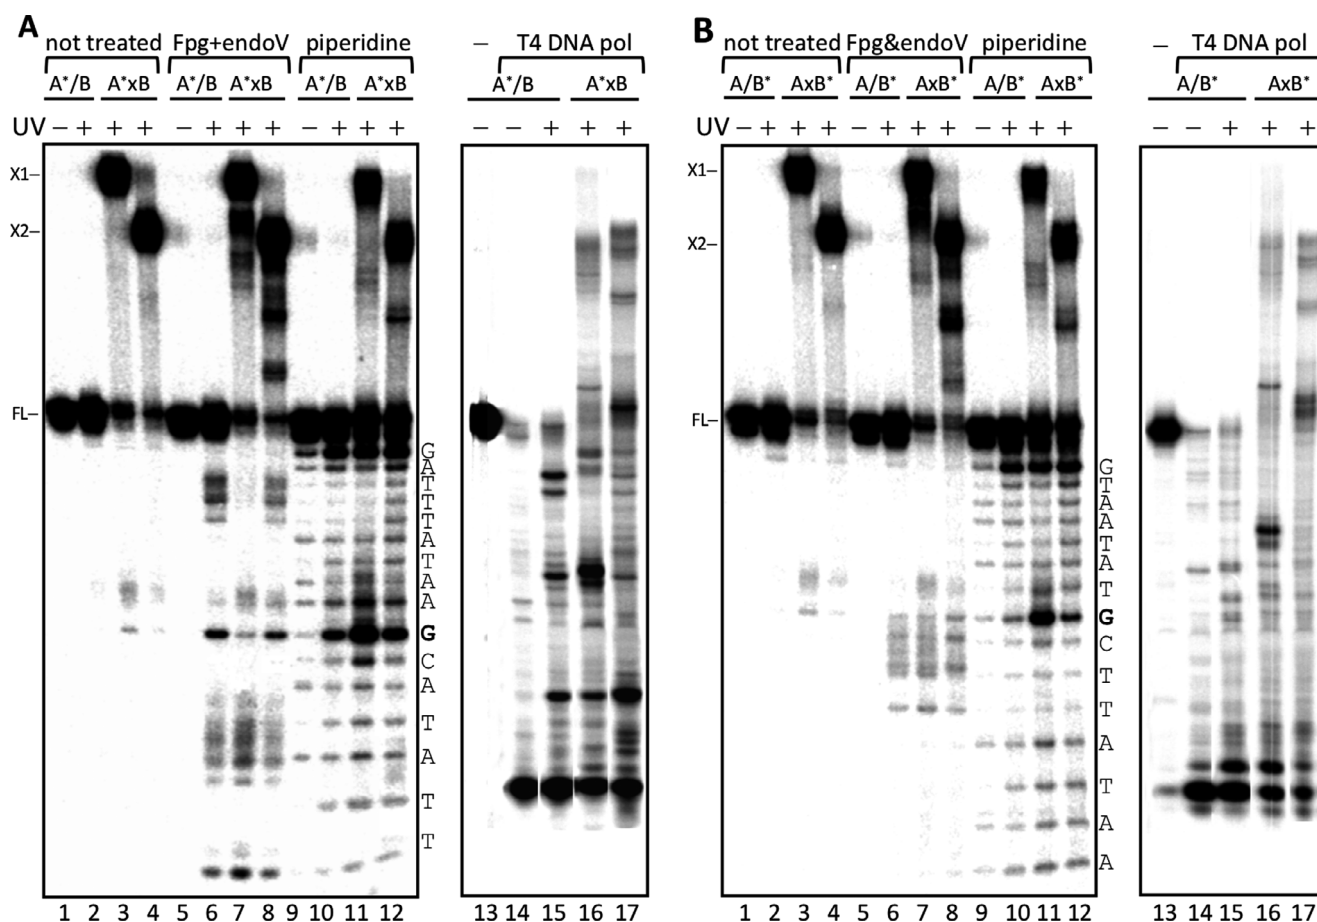 A
not treated Fpg+endoV piperidine – T4 DNA pol
A*/B A*xB A*/B A*xB A*/B A*xB A*/B A*xB
UV – + + + – + + + – + + + – – + + +
X1–
X2–
FL–
G
A
T
T
T
A
T
A
A
G
C
A
T
A
T
T
1 2 3 4 5 6 7 8 9 10 11 12 13 14 15 16 17
B
not treated Fpg&endoV piperidine – T4 DNA pol
A/B* AxB* A/B* AxB* A/B* AxB* A/B* AxB*
UV – + + + – + + + – + + + – – + + +
X1–
X2–
FL–
G
T
A
A
T
A
T
G
C
T
T
A
T
A
A
1 2 3 4 5 6 7 8 9 10 11 12 13 14 15 16 17